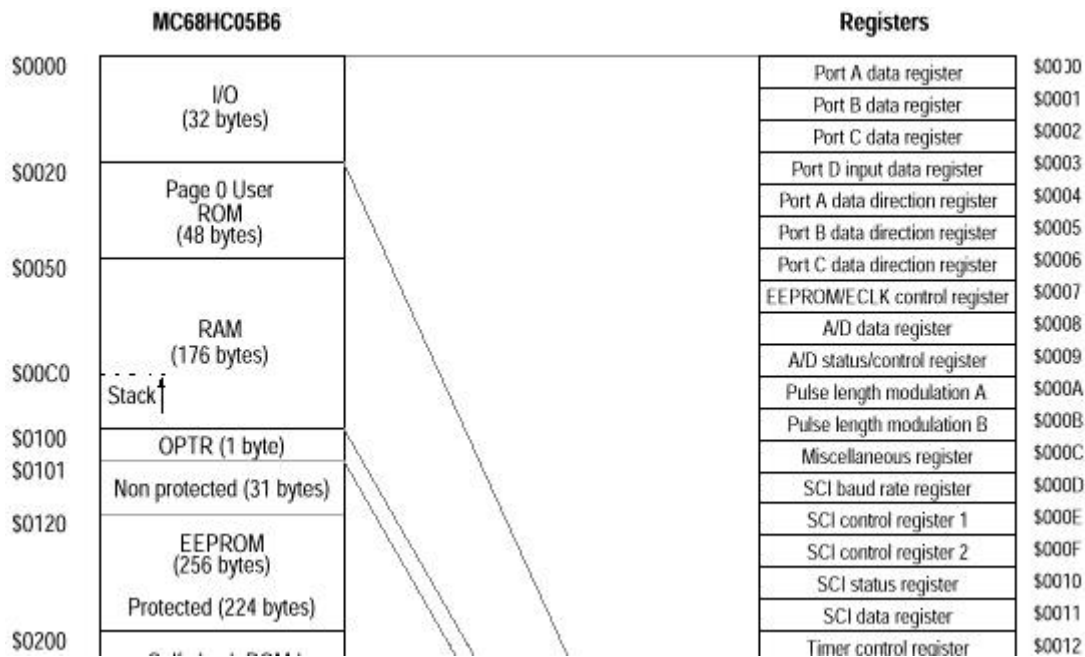 MC68HC05B6
Registers
$0000
I/O
(32 bytes)
$0020
Page 0 User
ROM
(48 bytes)
$0050
RAM
(176 bytes)
$00C0
Stack
$0100
OPTR (1 byte)
$0101
Non protected (31 bytes)
$0120
EEPROM
(256 bytes)
Protected (224 bytes)
$0200
Port A data register $0000
Port B data register $0001
Port C data register $0002
Port D input data register $0003
Port A data direction register $0004
Port B data direction register $0005
Port C data direction register $0006
EEPROM/ECLK control register $0007
A/D data register $0008
A/D status/control register $0009
Pulse length modulation A $000A
Pulse length modulation B $000B
Miscellaneous register $000C
SCI baud rate register $000D
SCI control register 1 $000E
SCI control register 2 $000F
SCI status register $0010
SCI data register $0011
Timer control register $0012